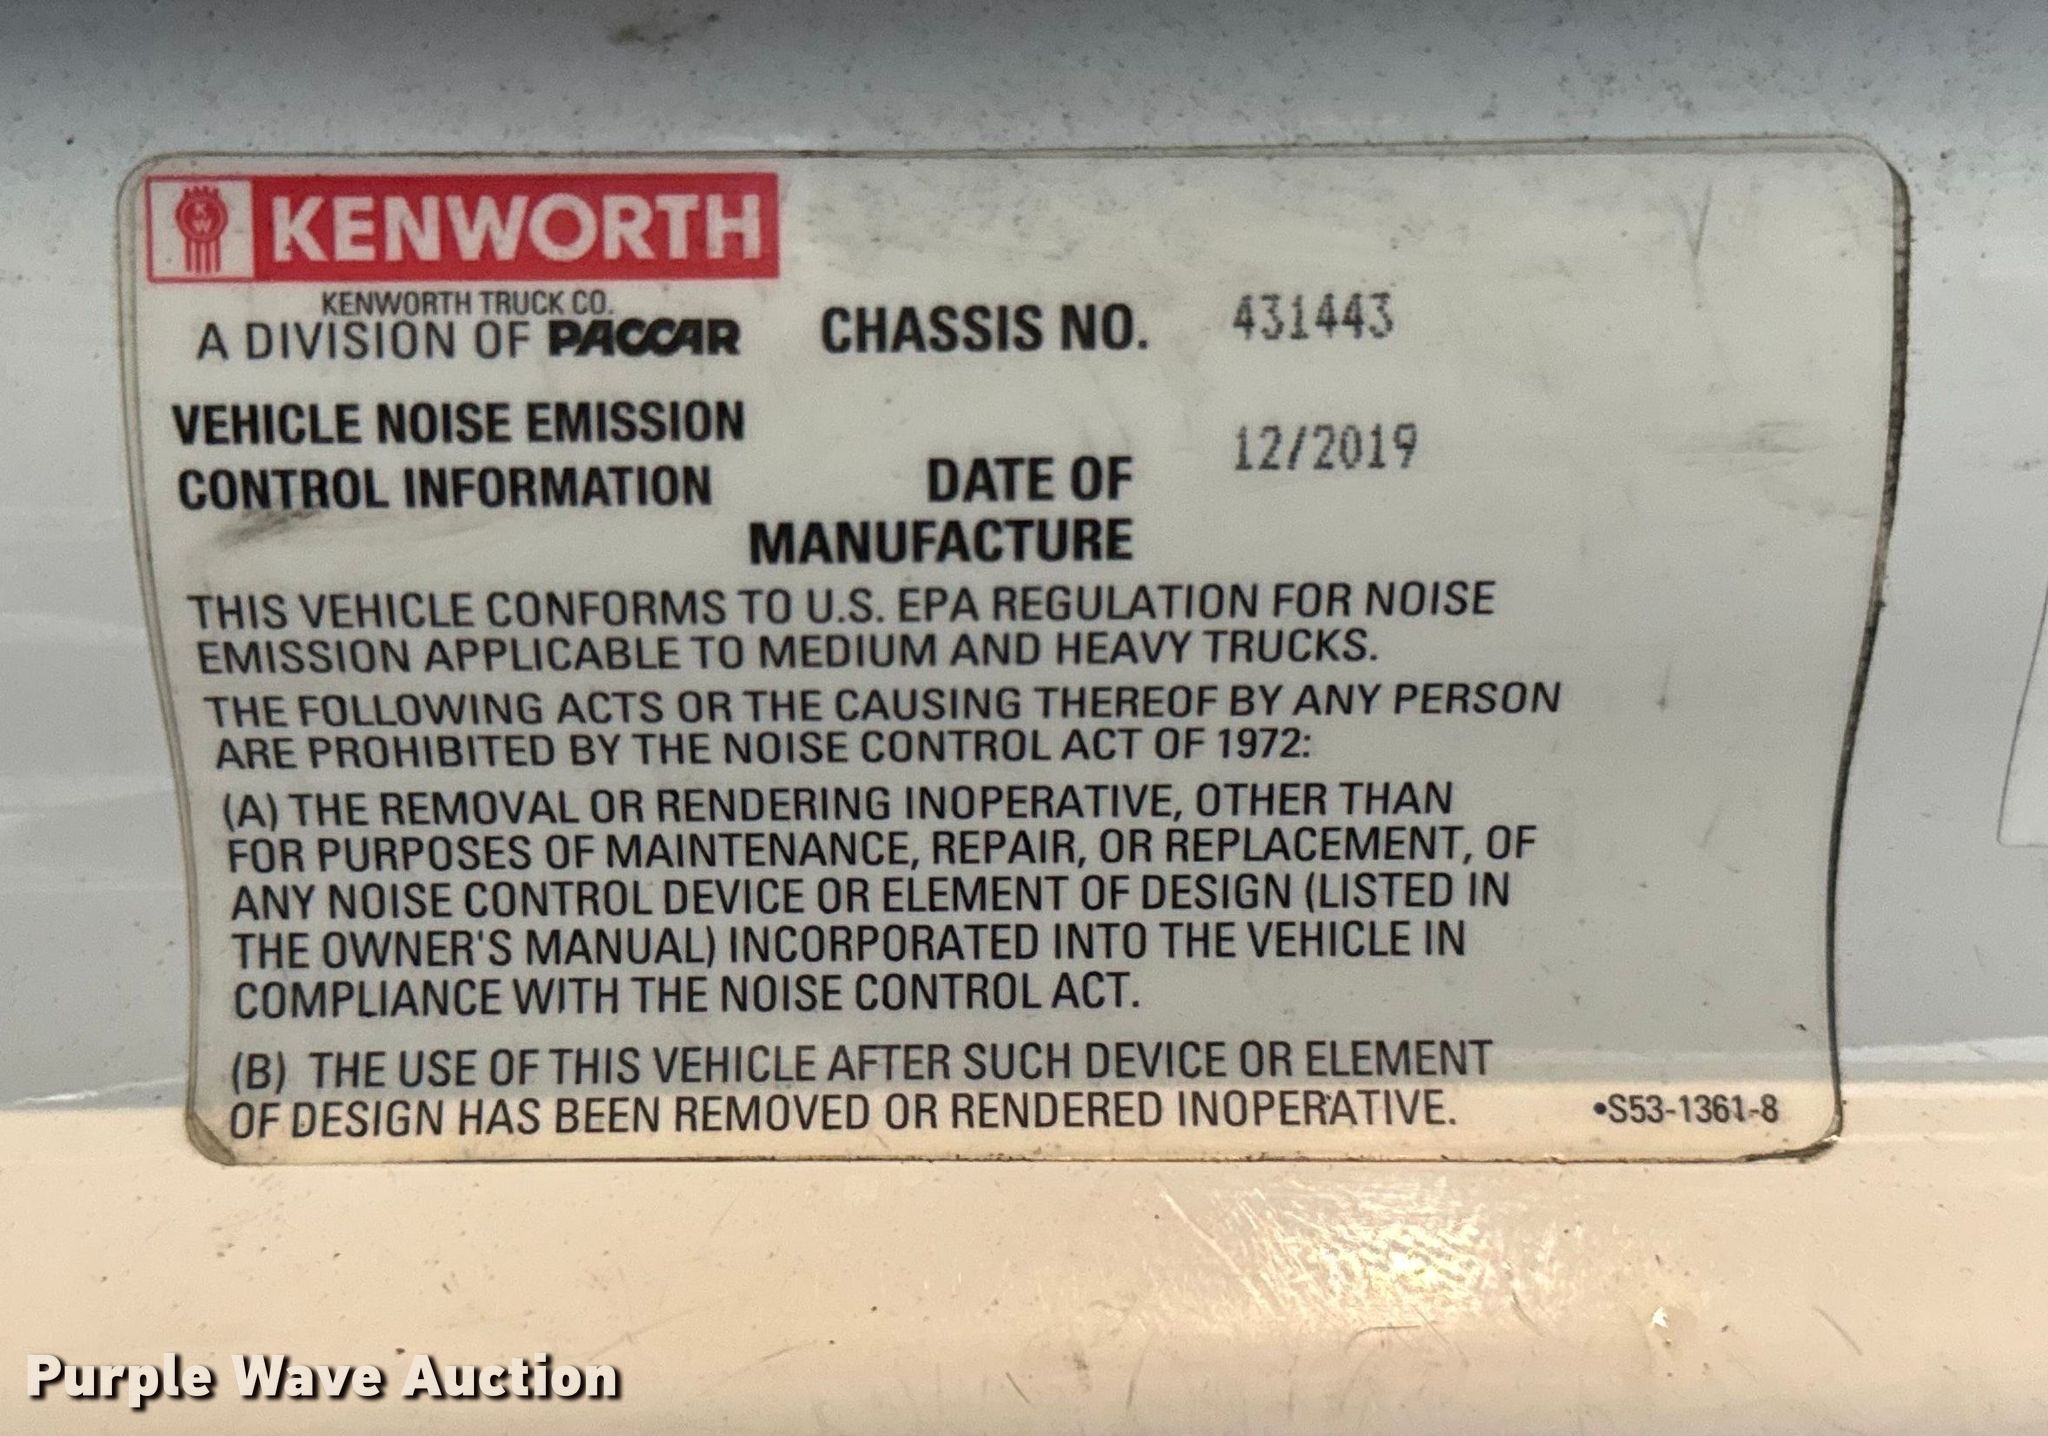 KW
KENWORTH
KENWORTH TRUCK CO.
A DIVISION OF PACCAR
CHASSIS NO. 431443
VEHICLE NOISE EMISSION
CONTROL INFORMATION
DATE OF
MANUFACTURE
12/2019
THIS VEHICLE CONFORMS TO U.S. EPA REGULATION FOR NOISE
EMISSION APPLICABLE TO MEDIUM AND HEAVY TRUCKS.
THE FOLLOWING ACTS OR THE CAUSING THEREOF BY ANY PERSON
ARE PROHIBITED BY THE NOISE CONTROL ACT OF 1972:
(A) THE REMOVAL OR RENDERING INOPERATIVE, OTHER THAN
FOR PURPOSES OF MAINTENANCE, REPAIR, OR REPLACEMENT, OF
ANY NOISE CONTROL DEVICE OR ELEMENT OF DESIGN (LISTED IN
THE OWNER'S MANUAL) INCORPORATED INTO THE VEHICLE IN
COMPLIANCE WITH THE NOISE CONTROL ACT.
(B) THE USE OF THIS VEHICLE AFTER SUCH DEVICE OR ELEMENT
OF DESIGN HAS BEEN REMOVED OR RENDERED INOPERATIVE.
•S53-1361-8
Purple Wave Auction